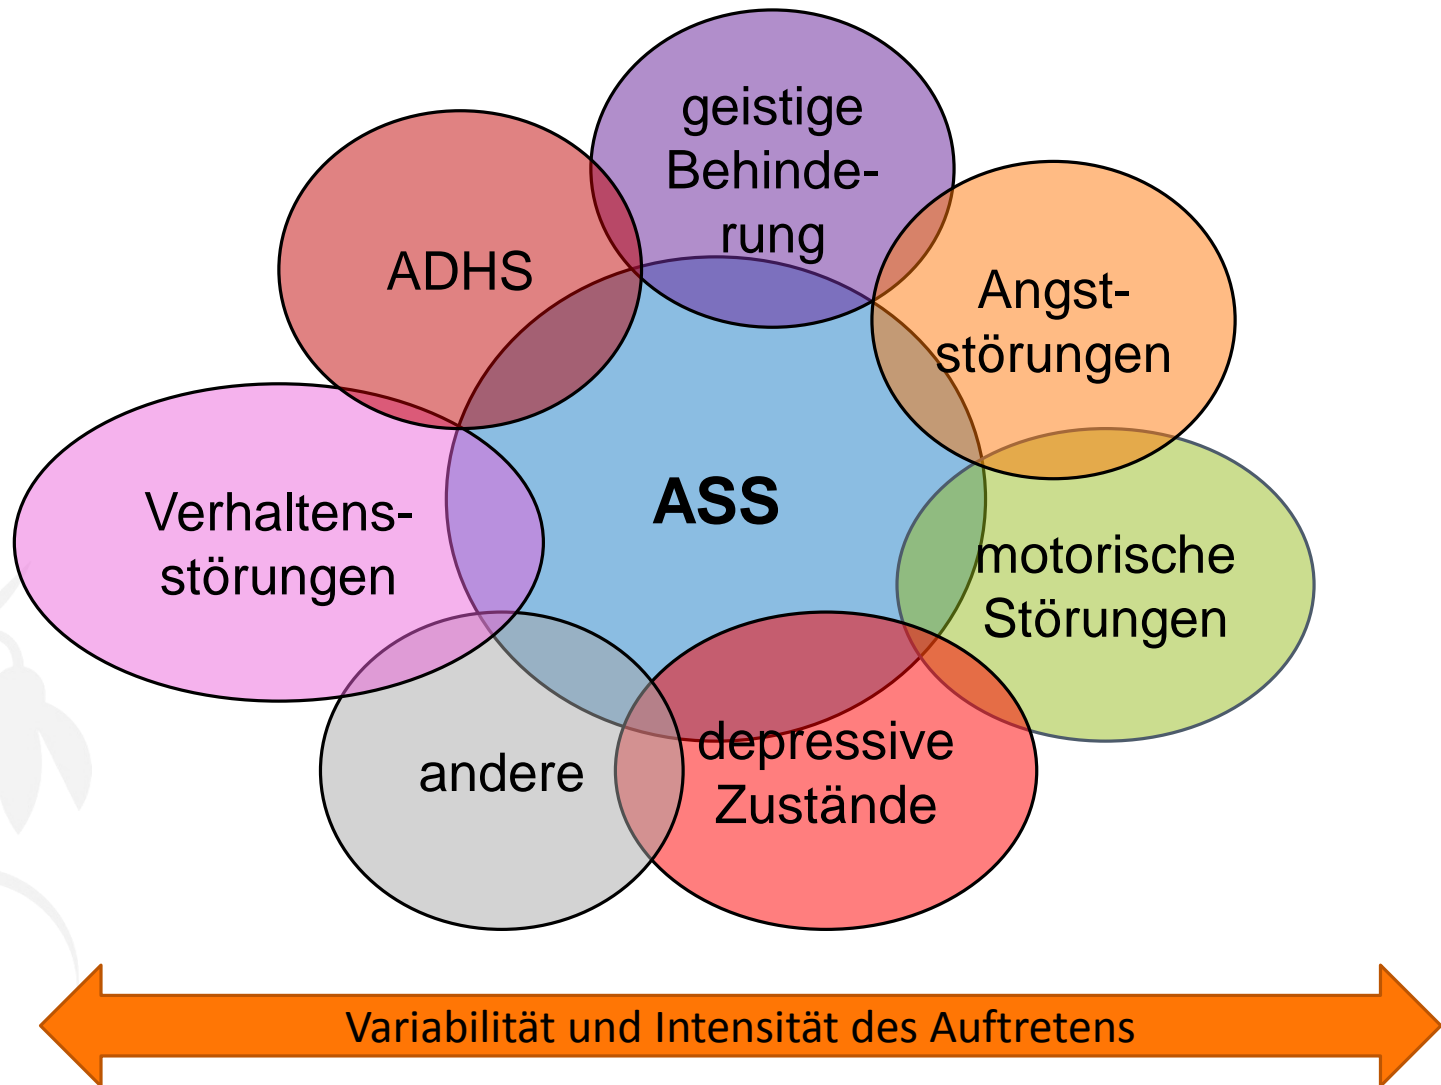 geistige
Behinde-
rung
ADHS
Angst-
störungen
ASS
Verhaltens-
störungen
motorische
Störungen
depressive
Zustände
andere
Variabilität und Intensität des Auftretens